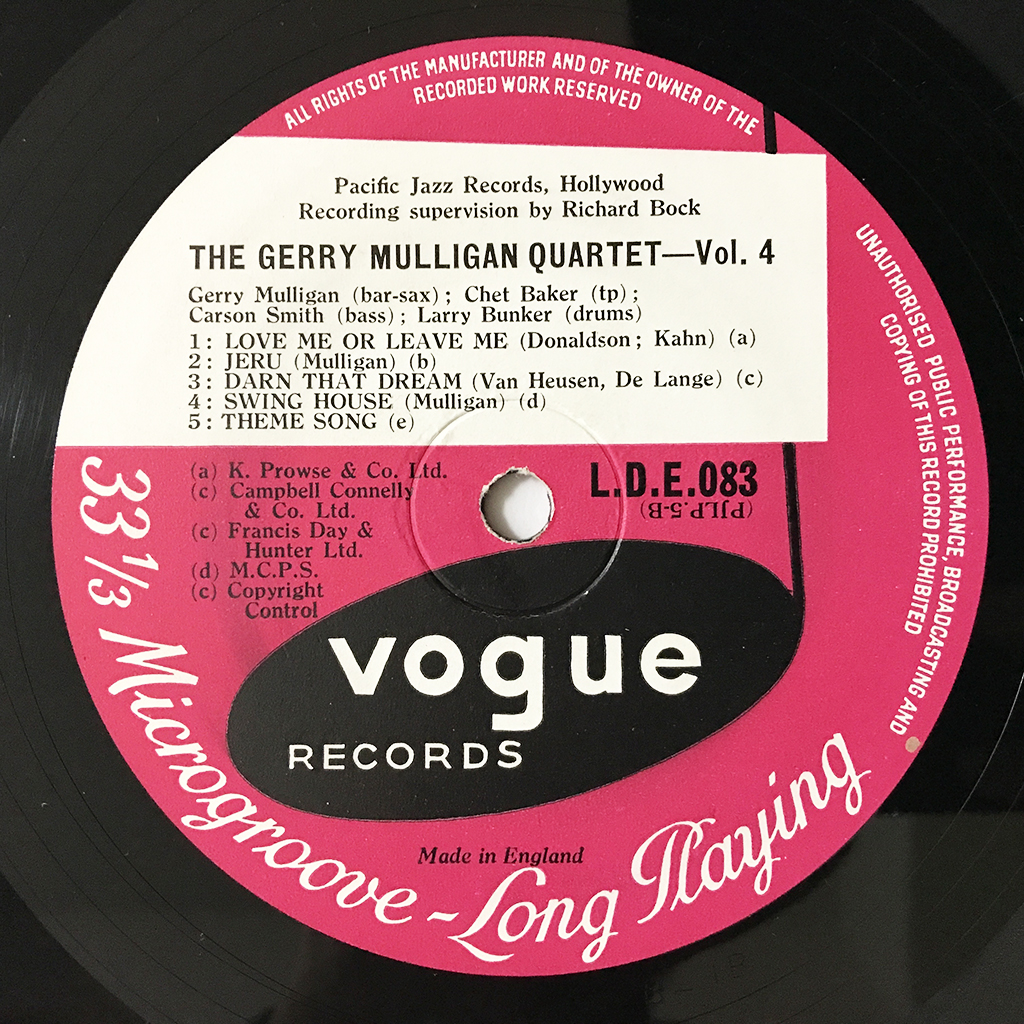 ALL RIGHTS OF THE MANUFACTURER AND OF THE OWNER OF THE
RECORDED WORK RESERVED
Pacific Jazz Records, Hollywood
Recording supervision by Richard Bock
THE GERRY MULLIGAN QUARTET—Vol. 4
Gerry Mulligan (bar-sax) ; Chet Baker (tp) ;
Carson Smith (bass) ; Larry Bunker (drums)
1 : LOVE ME OR LEAVE ME (Donaldson ; Kahn) (a)
2 : JERU (Mulligan) (b)
3 : DARN THAT DREAM (Van Heusen, De Lange) (c)
4 : SWING HOUSE (Mulligan) (d)
5 : THEME SONG (e)
(a) K. Prowse & Co. Ltd.
(c) Campbell Connelly
& Co. Ltd.
(c) Francis Day &
Hunter Ltd.
(d) M.C.P.S.
(c) Copyright
Control
L.D.E.083
(PJLP-5-B)
UNAUTHORISED PUBLIC PERFORMANCE, BROADCASTING AND
COPYING OF THIS RECORD PROHIBITED
vogue
RECORDS
Made in England
33 1/3 Microgroove - Long Playing